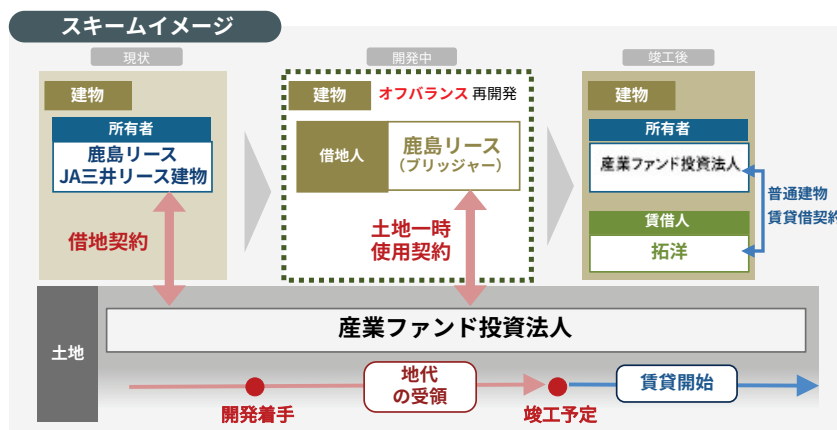 スキームイメージ
現状
開発中
竣工後
建物
所有者
鹿島リース
JA三井リース建物
借地契約
建物
オフバランス 再開発
借地人
鹿島リース
（ブリッジャー）
土地一時
使用契約
建物
所有者
産業ファンド投資法人
賃借人
拓洋
普通建物
賃貸借契約
土地
産業ファンド投資法人
開発着手
地代
の受領
竣工予定
賃貸開始